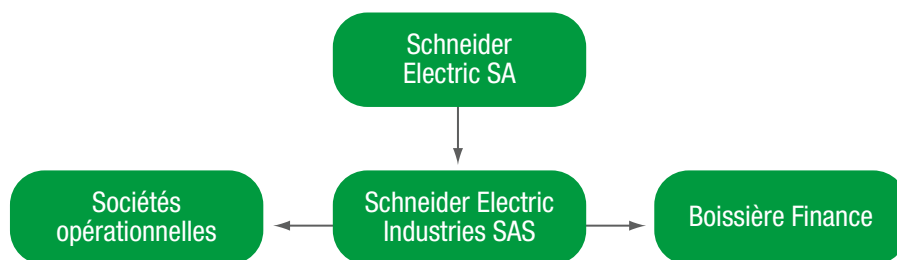 Schneider
Electric SA
Sociétés
opérationnelles
Schneider Electric
Industries SAS
Boissière Finance